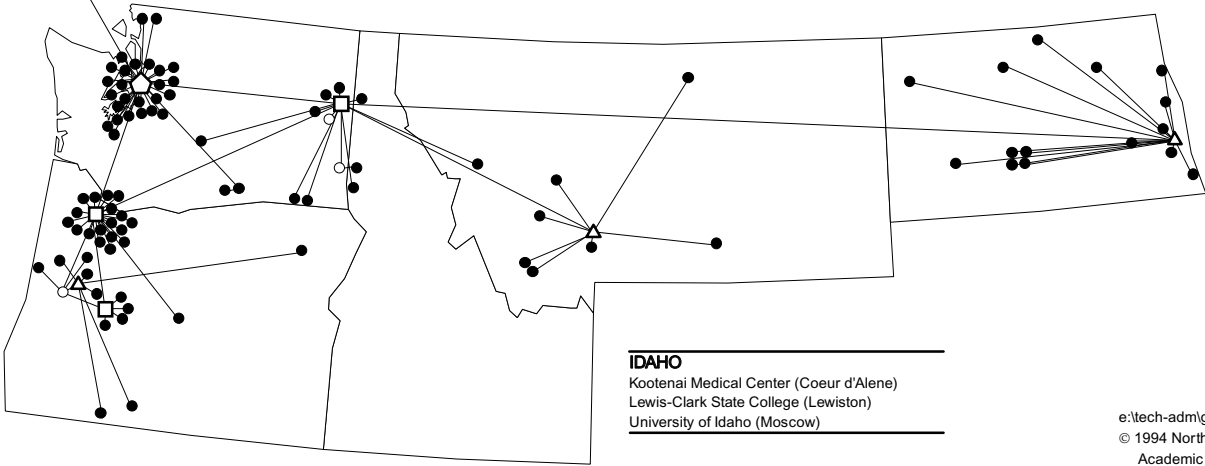 IDAHO
Kootenai Medical Center (Coeur d'Alene)
Lewis-Clark State College (Lewiston)
University of Idaho (Moscow)
e:\tech-adm\g
© 1994 North
Academic